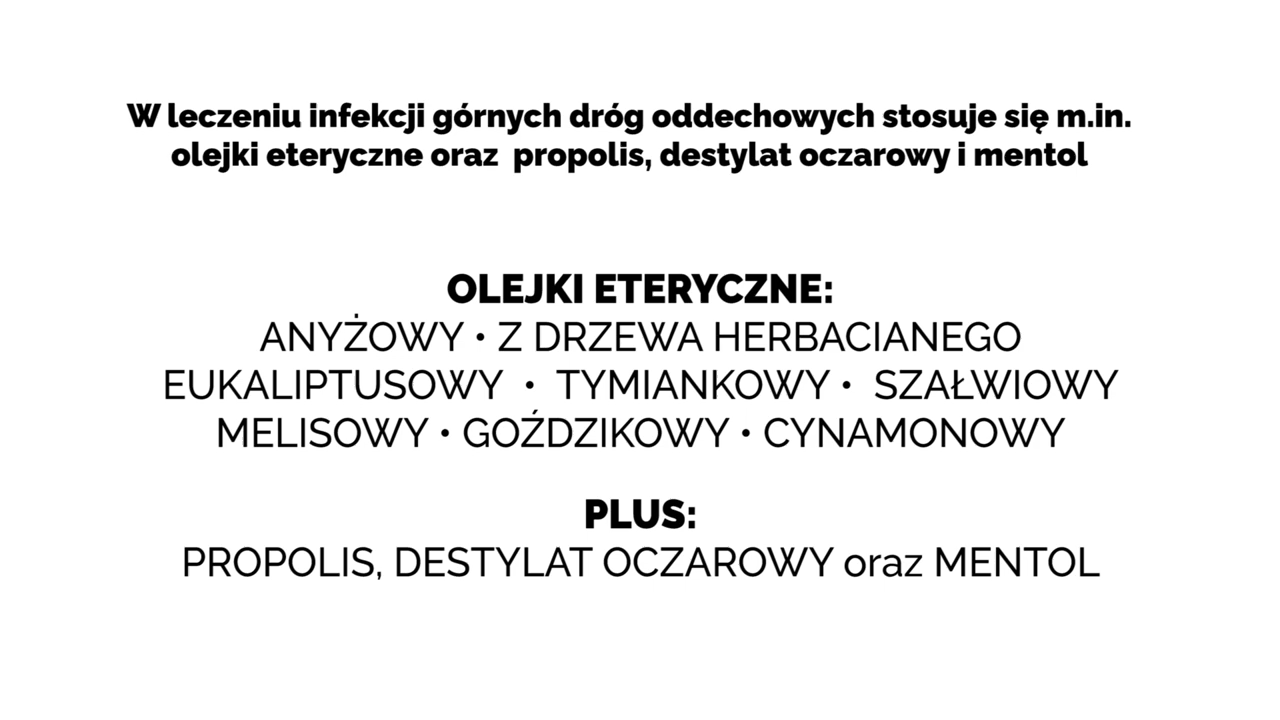 W leczeniu infekcji górnych dróg oddechowych stosuje się m.in.
olejki eteryczne oraz  propolis, destylat oczarowy i mentol
OLEJKI ETERYCZNE:
ANYŻOWY • Z DRZEWA HERBACIANEGO
EUKALIPTUSOWY  •  TYMIANKOWY •  SZAŁWIOWY
MELISOWY • GOŹDZIKOWY • CYNAMONOWY
PLUS:
PROPOLIS, DESTYLAT OCZAROWY oraz MENTOL